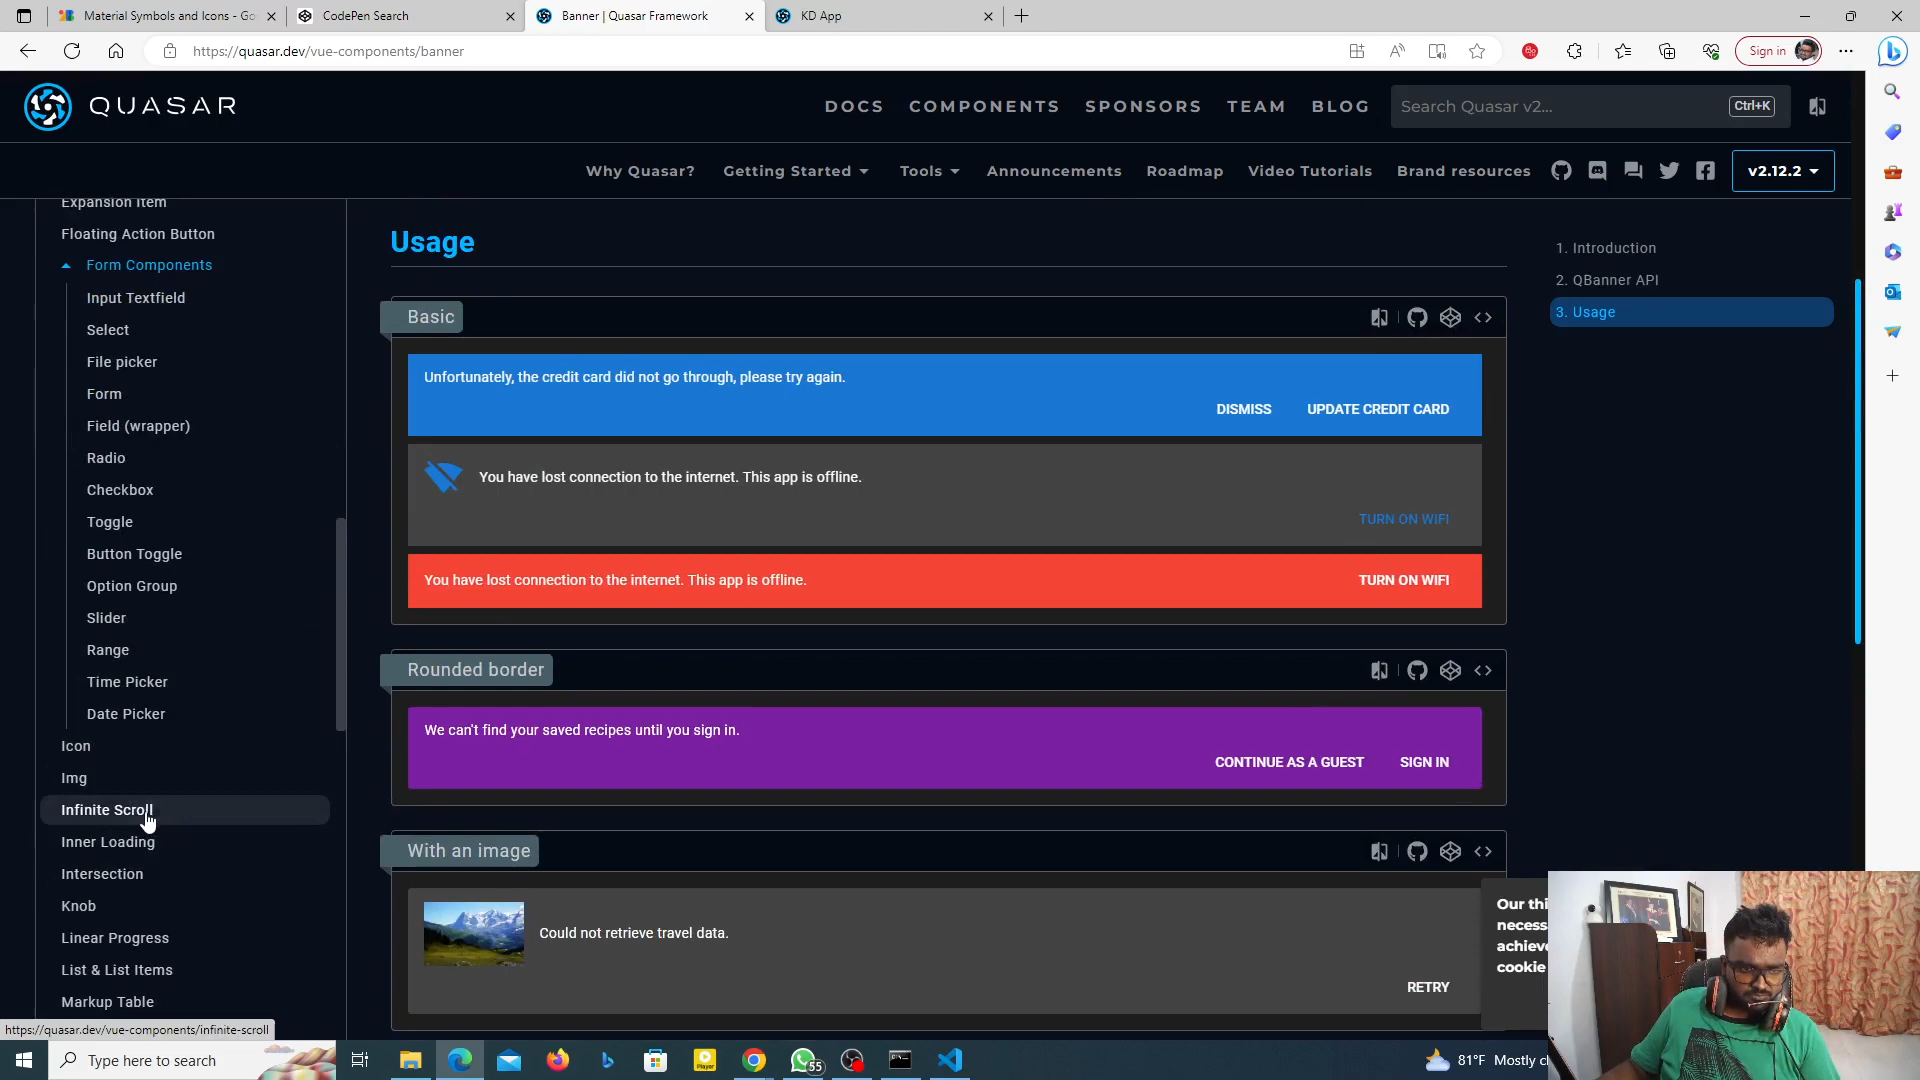 Material Symbols and Icons - Go
CodePen Search
Banner | Quasar Framework
KD App
https://quasar.dev/vue-components/banner
Sign in
QUASAR
DOCS
COMPONENTS
SPONSORS
TEAM
BLOG
Search Quasar v2...
Ctrl+K
Why Quasar?
Getting Started
Tools
Announcements
Roadmap
Video Tutorials
Brand resources
v2.12.2
Expansion Item
Floating Action Button
Form Components
Input Textfield
Select
File picker
Form
Field (wrapper)
Radio
Checkbox
Toggle
Button Toggle
Option Group
Slider
Range
Time Picker
Date Picker
Icon
Img
Infinite Scroll
Inner Loading
Intersection
Knob
Linear Progress
List & List Items
Markup Table
https://quasar.dev/vue-components/infinite-scroll
Usage
Basic
Unfortunately, the credit card did not go through, please try again.
DISMISS
UPDATE CREDIT CARD
You have lost connection to the internet. This app is offline.
TURN ON WIFI
You have lost connection to the internet. This app is offline.
TURN ON WIFI
Rounded border
We can't find your saved recipes until you sign in.
CONTINUE AS A GUEST
SIGN IN
With an image
Could not retrieve travel data.
RETRY
1. Introduction
2. QBanner API
3. Usage
Our thi
necess
achieve
cookie
Type here to search
Player
55
81°F Mostly cl